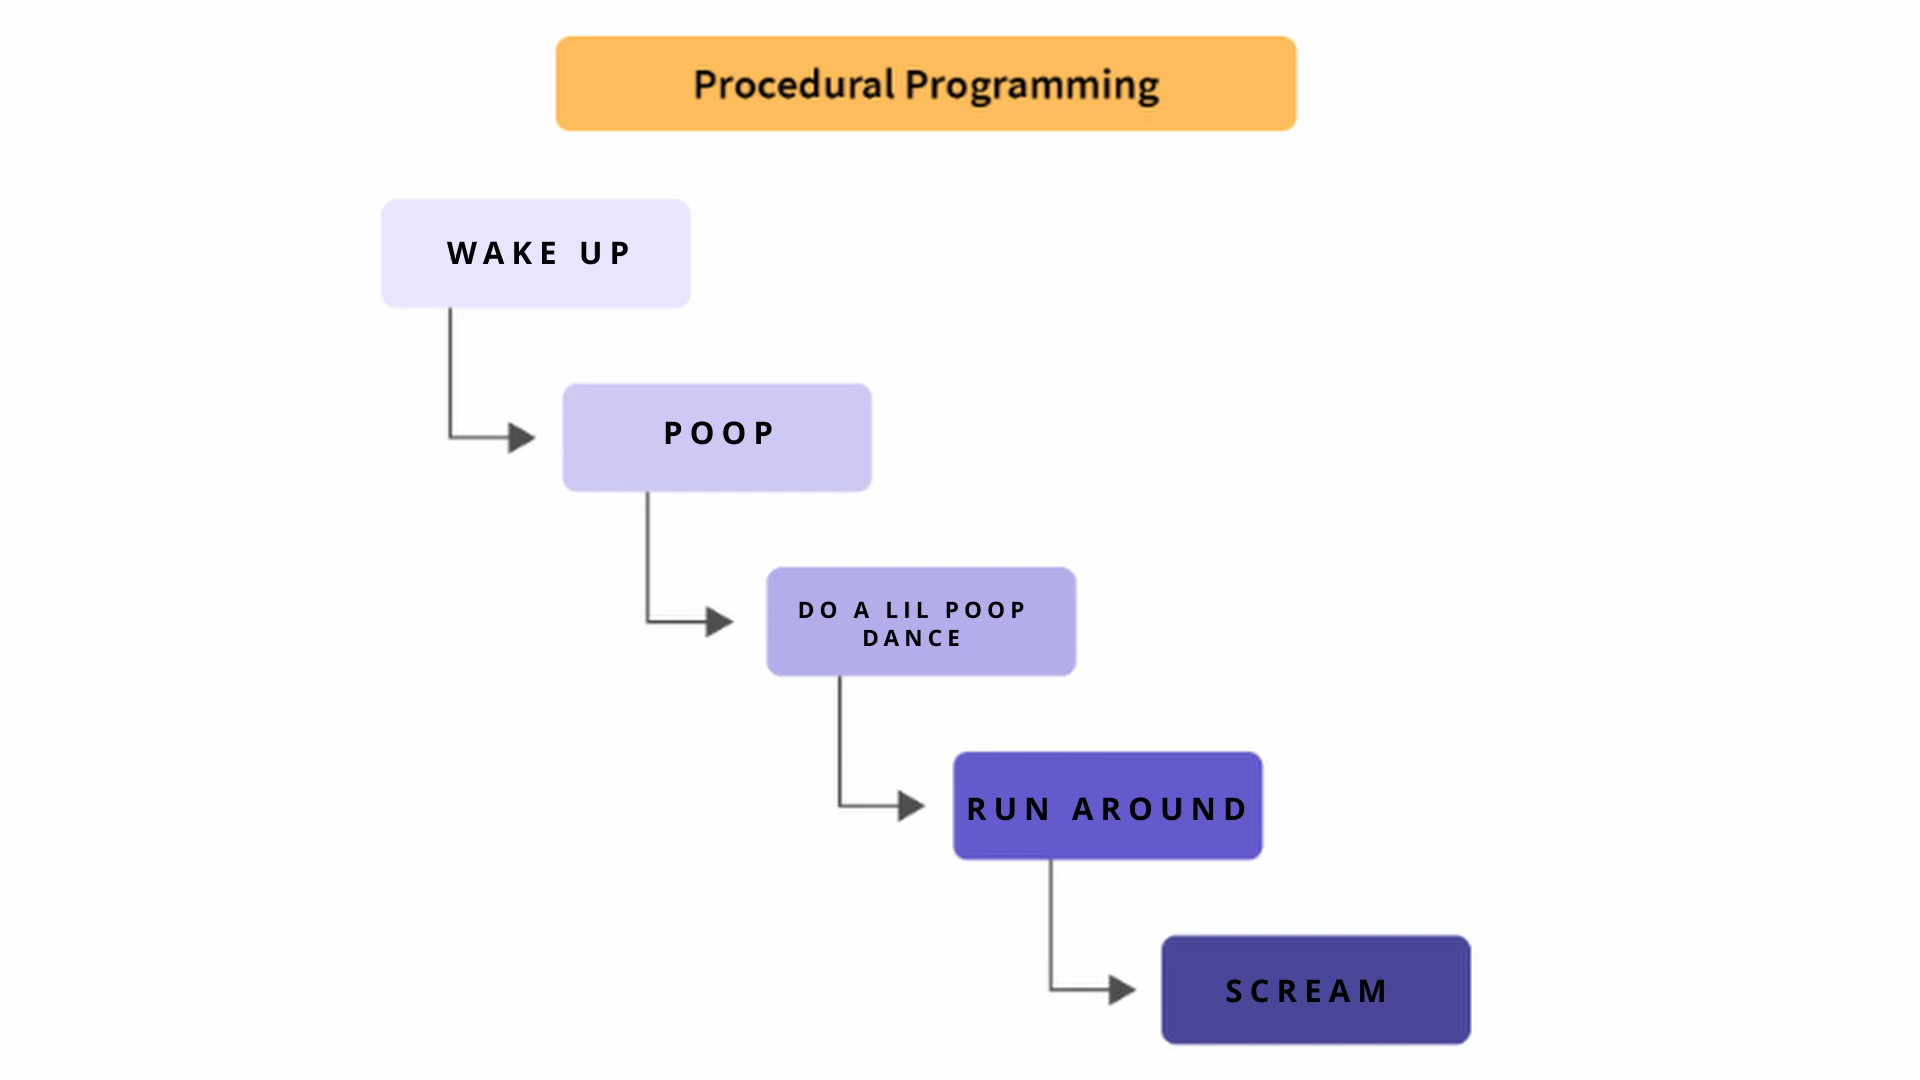 Procedural Programming
WAKE UP
POOP
DO A LIL POOP
DANCE
RUN AROUND
SCREAM